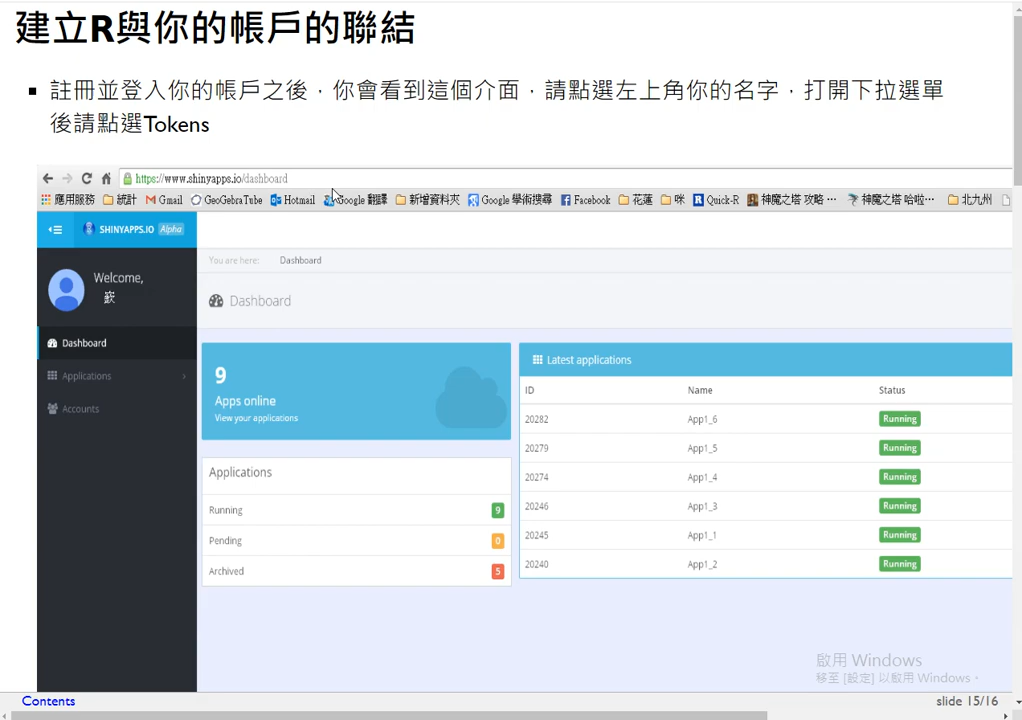 建立R與你的帳戶的聯結
註冊並登入你的帳戶之後，你會看到這個介面，請點選左上角你的名字，打開下拉選單
後請點選Tokens
https://www.shinyapps.io/dashboard
應用服務 統計 Gmail GeoGebraTube Hotmail Google 翻譯 新增資料夾 Google 學術搜尋 Facebook 花蓮 咪 Quick-R 神魔之塔 攻略 ⋯ 神魔之塔 哈啦⋯ 北九州
SHINYAPPS.IO Alpha
You are here: Dashboard
Welcome,
Dashboard
Dashboard
Applications
Accounts
9
Apps online
View your applications
Applications
Running 9
Pending 0
Archived 5
Latest applications
ID Name Status
20282 App1_6 Running
20279 App1_5 Running
20274 App1_4 Running
20246 App1_3 Running
20245 App1_1 Running
20240 App1_2 Running
啟用 Windows
移至 [設定] 以啟用 Windows。
Contents
slide 15/16